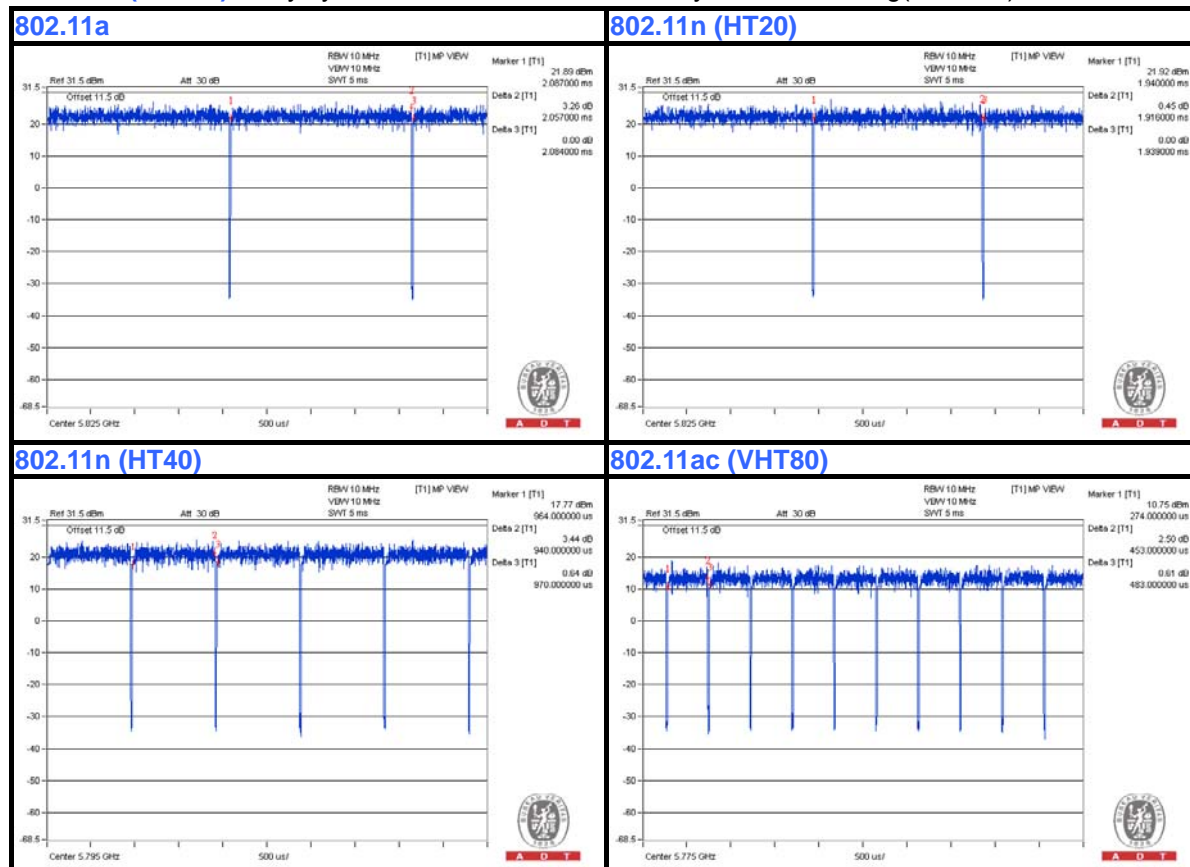 802.11a
RBW 10 MHz [T1] MP VIEW
VBW 10 MHz
Ref 31.5 dBm Att 30 dB SWT 5 ms
Marker 1 [T1]
21.89 dBm
2.087000 ms
Delta 2 [T1]
3.26 dB
2.057000 ms
Delta 3 [T1]
0.00 dB
2.084000 ms
31.5
Offset 11.5 dB
1
2
3
20
10
0
-10
-20
-30
-40
-50
-60
-68.5
Center 5.825 GHz 500 us/
A D T
802.11n (HT20)
RBW 10 MHz [T1] MP VIEW
VBW 10 MHz
Ref 31.5 dBm Att 30 dB SWT 5 ms
Marker 1 [T1]
21.92 dBm
1.940000 ms
Delta 2 [T1]
0.45 dB
1.916000 ms
Delta 3 [T1]
0.00 dB
1.939000 ms
31.5
Offset 11.5 dB
1
20
10
0
-10
-20
-30
-40
-50
-60
-68.5
Center 5.825 GHz 500 us/
A D T
802.11n (HT40)
RBW 10 MHz [T1] MP VIEW
VBW 10 MHz
Ref 31.5 dBm Att 30 dB SWT 5 ms
Marker 1 [T1]
17.77 dBm
964.000000 us
Delta 2 [T1]
3.44 dB
940.000000 us
Delta 3 [T1]
0.64 dB
970.000000 us
31.5
Offset 11.5 dB
1
2
3
20
10
0
-10
-20
-30
-40
-50
-60
-68.5
Center 5.795 GHz 500 us/
A D T
802.11ac (VHT80)
RBW 10 MHz [T1] MP VIEW
VBW 10 MHz
Ref 31.5 dBm Att 30 dB SWT 5 ms
Marker 1 [T1]
10.75 dBm
274.000000 us
Delta 2 [T1]
2.50 dB
453.000000 us
Delta 3 [T1]
0.61 dB
483.000000 us
31.5
Offset 11.5 dB
1
2
3
20
10
0
-10
-20
-30
-40
-50
-60
-68.5
Center 5.775 GHz 500 us/
A D T